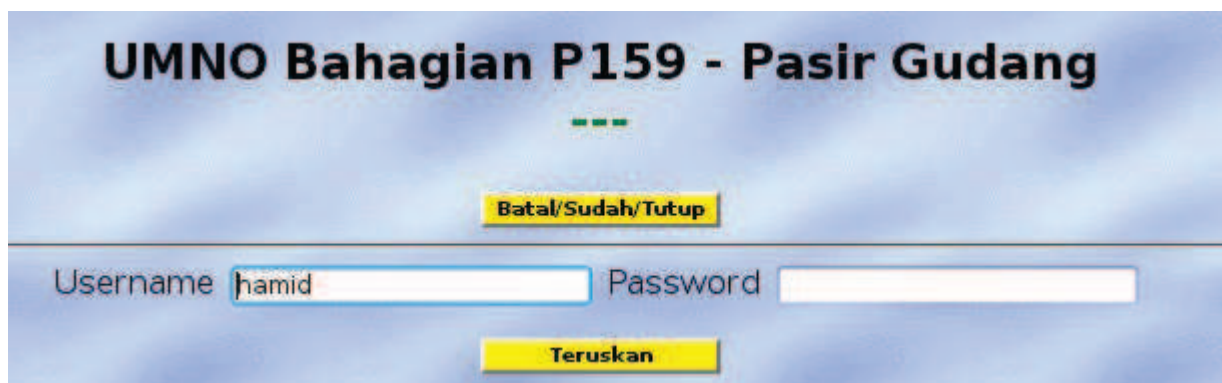 UMNO Bahagian P159 - Pasir Gudang
---
Batal/Sudah/Tutup
Username hamid Password
Teruskan